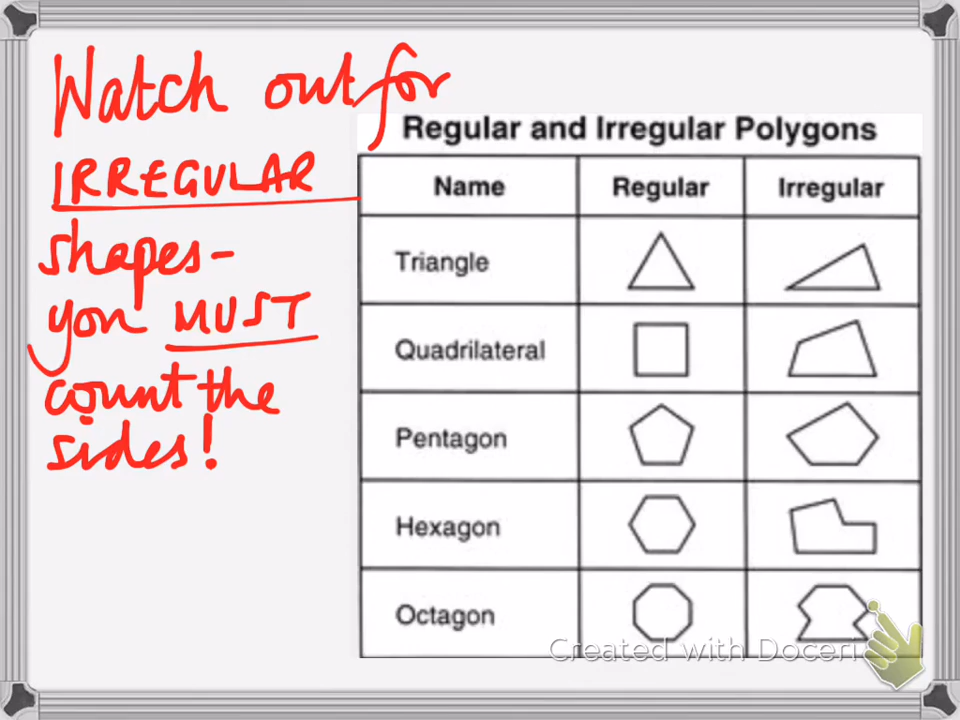 Watch out for
IRREGULAR
shapes-
you MUST
count the
sides!
Regular and Irregular Polygons
Name Regular Irregular
Triangle
Quadrilateral
Pentagon
Hexagon
Octagon
Created with Doceri